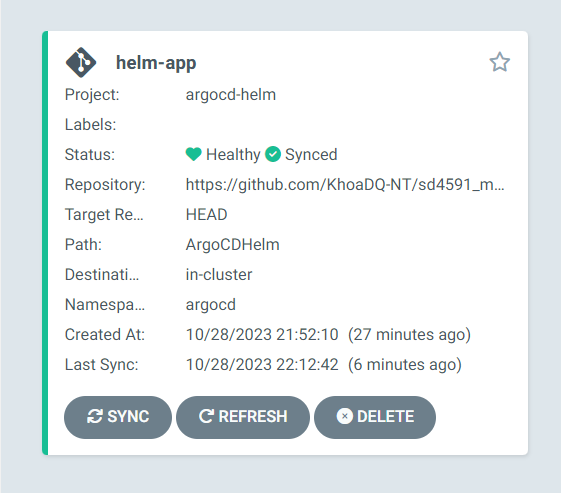 helm-app
Project: argocd-helm
Labels:
Status: Healthy Synced
Repository: https://github.com/KhoaDQ-NT/sd4591_m...
Target Re... HEAD
Path: ArgoCDHelm
Destinati... in-cluster
Namespa... argocd
Created At: 10/28/2023 21:52:10 (27 minutes ago)
Last Sync: 10/28/2023 22:12:42 (6 minutes ago)
SYNC REFRESH DELETE